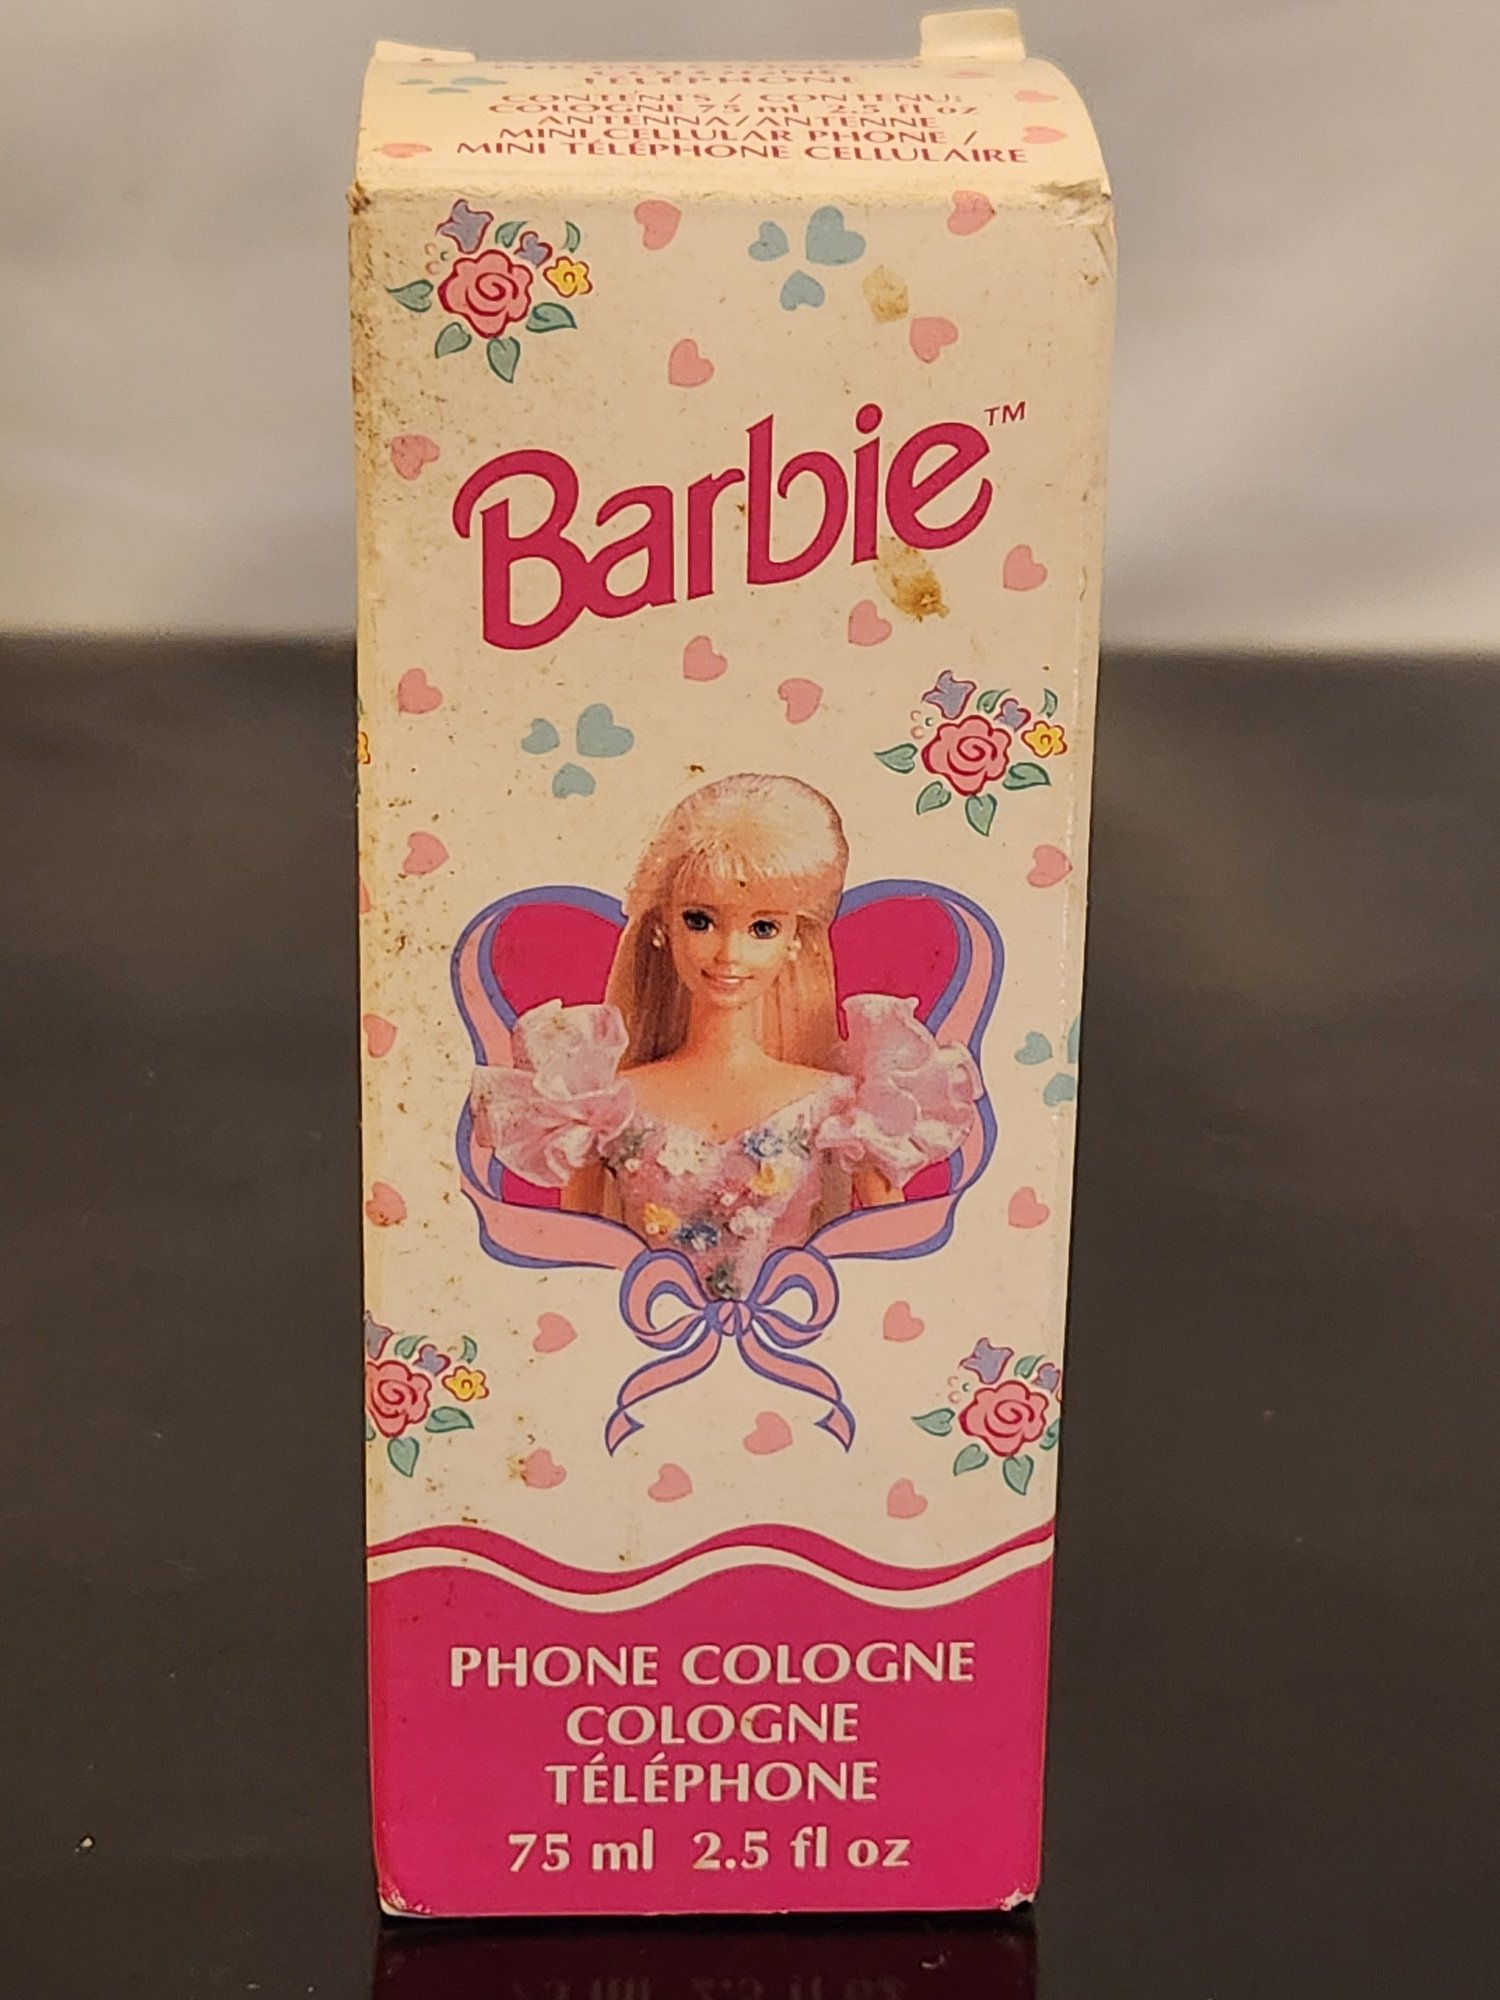 COLOGNE
TÉLÉPHONE
CONTENTS / CONTENU:
COLOGNE 75 ml 2.5 fl oz
ANTENNA/ANTENNE
MINI CELLULAR PHONE /
MINI TÉLÉPHONE CELLULAIRE
Barbie™
PHONE COLOGNE
COLOGNE
TÉLÉPHONE
75 ml 2.5 fl oz